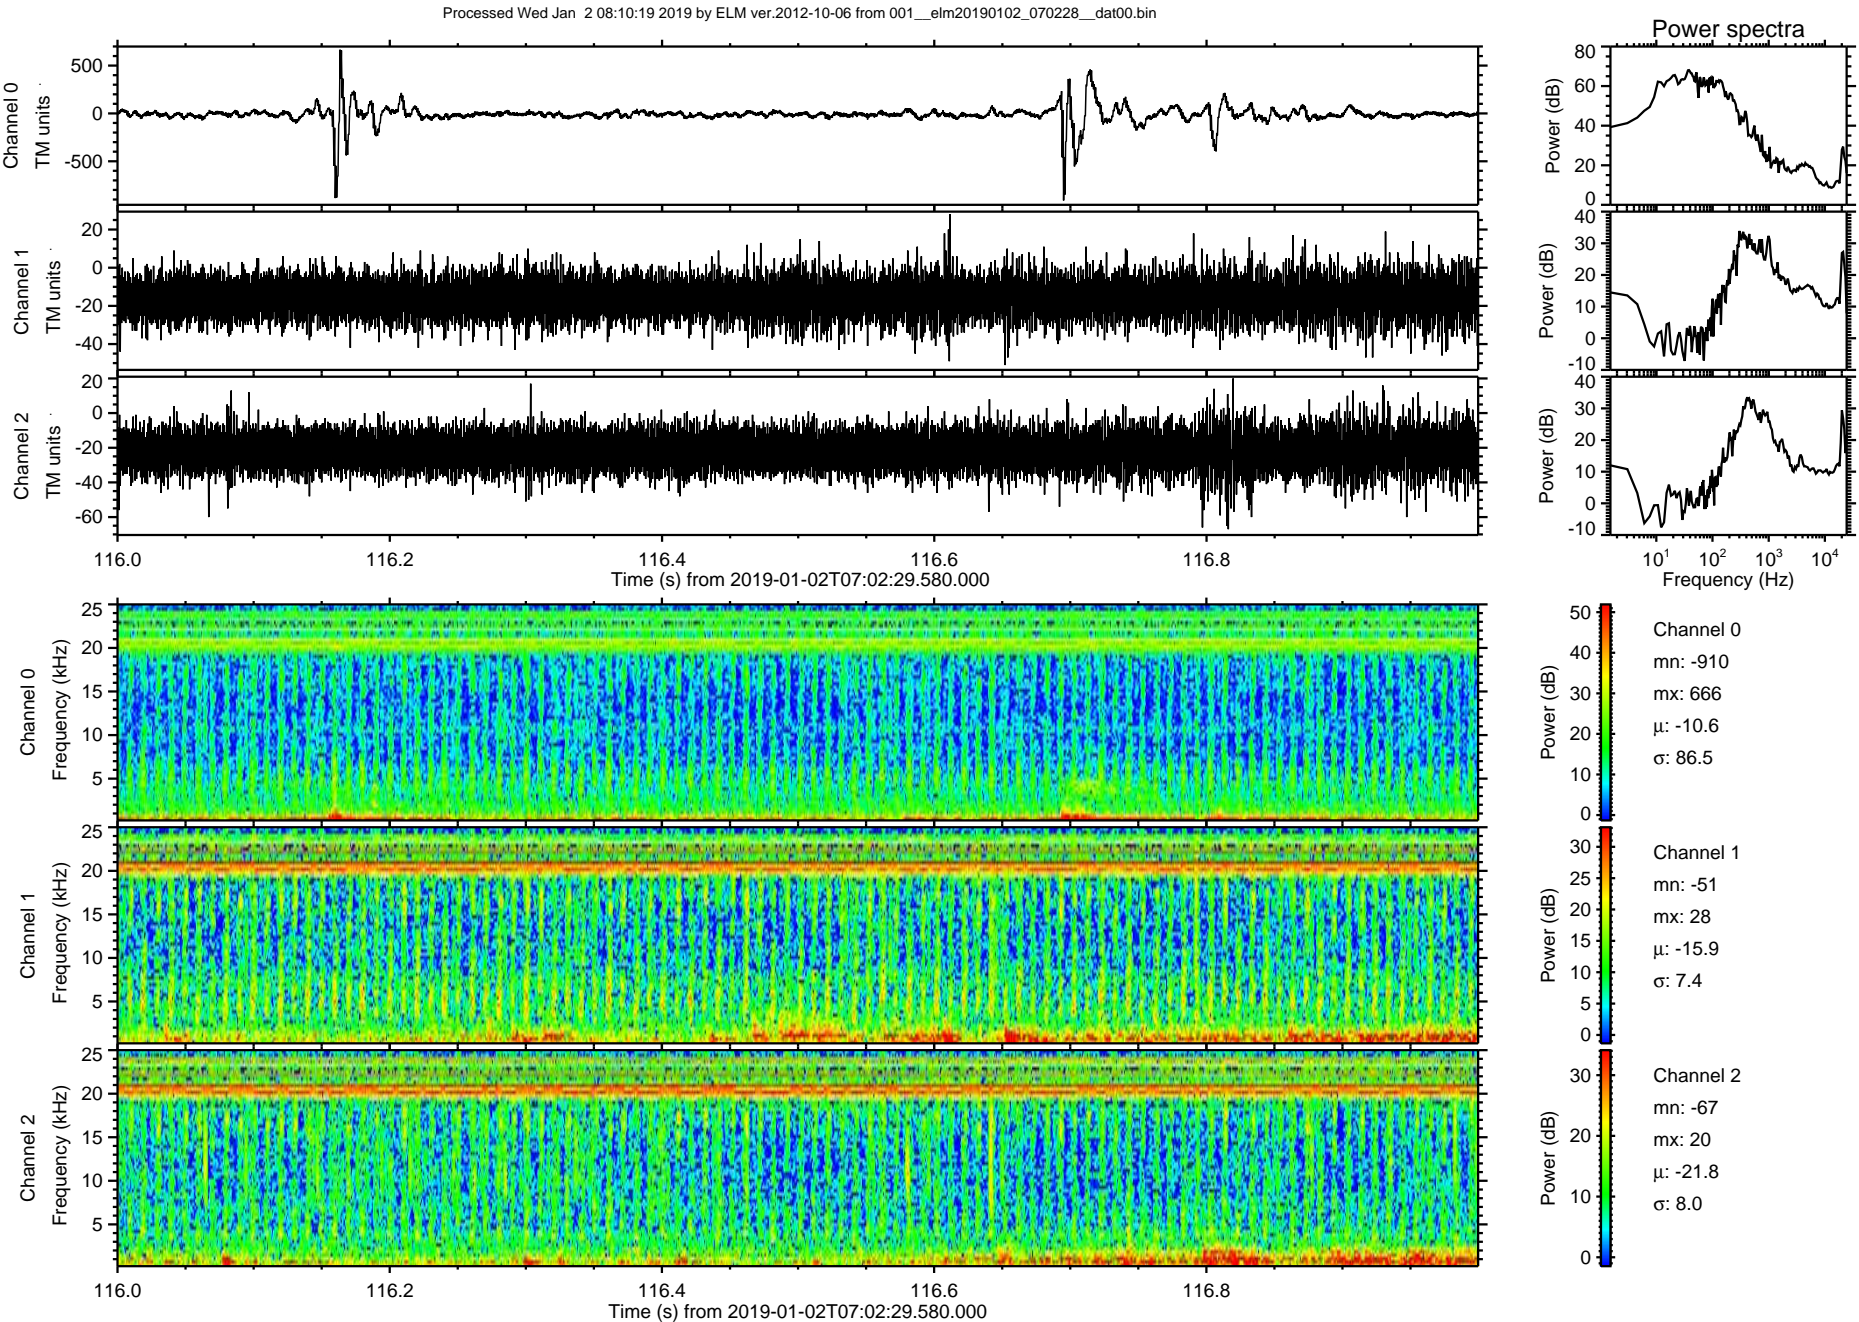 Processed Wed Jan  2 08:10:19 2019 by ELM ver.2012-10-06 from 001__elm20190102_070228__dat00.bin
Power spectra
Channel 0
TM units
500
0
-500
Power (dB)
80
60
40
20
0
Channel 1
TM units
20
0
-20
-40
Power (dB)
40
30
20
10
0
-10
Channel 2
TM units
20
0
-20
-40
-60
Power (dB)
40
30
20
10
0
-10
116.0 116.2 116.4 116.6 116.8
Time (s) from 2019-01-02T07:02:29.580.000
10¹ 10² 10³ 10⁴
Frequency (Hz)
Channel 0
Frequency (kHz)
25
20
15
10
5
Power (dB)
50
40
30
20
10
0
Channel 0
mn: -910
mx: 666
μ: -10.6
σ: 86.5
Channel 1
Frequency (kHz)
25
20
15
10
5
Power (dB)
30
25
20
15
10
5
0
Channel 1
mn: -51
mx: 28
μ: -15.9
σ: 7.4
Channel 2
Frequency (kHz)
25
20
15
10
5
Power (dB)
30
20
10
0
Channel 2
mn: -67
mx: 20
μ: -21.8
σ: 8.0
116.0 116.2 116.4 116.6 116.8
Time (s) from 2019-01-02T07:02:29.580.000